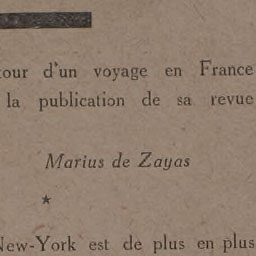 tour d'un voyage en France
la publication de sa revue
Marius de Zayas
★
New-York est de plus en plus